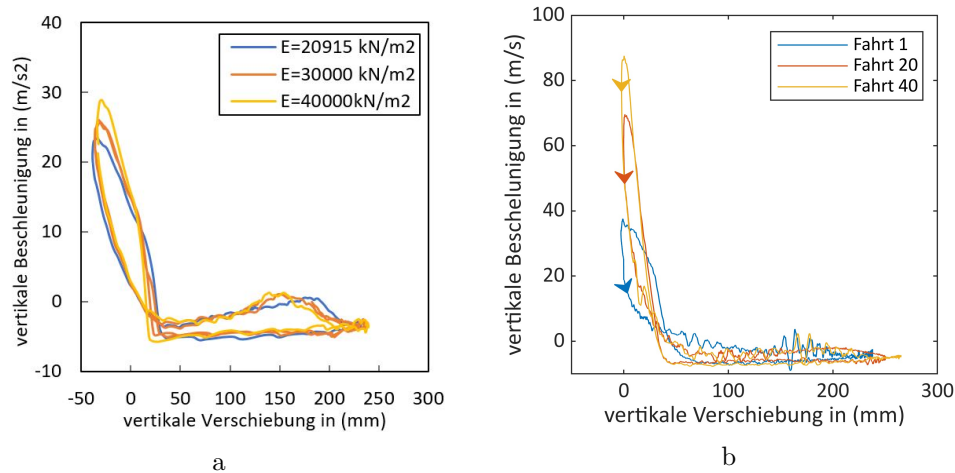 40
30
20
10
0
-10
-50
0
50
100
150
200
250
300
vertikale Beschleunigung in (m/s2)
vertikale Verschiebung in (mm)
E=20915 kN/m2
E=30000 kN/m2
E=40000kN/m2
a
100
80
60
40
20
0
-50
0
100
200
300
vertikale Beschelunigung in (m/s)
vertikale Verschiebung in (mm)
Fahrt 1
Fahrt 20
Fahrt 40
b